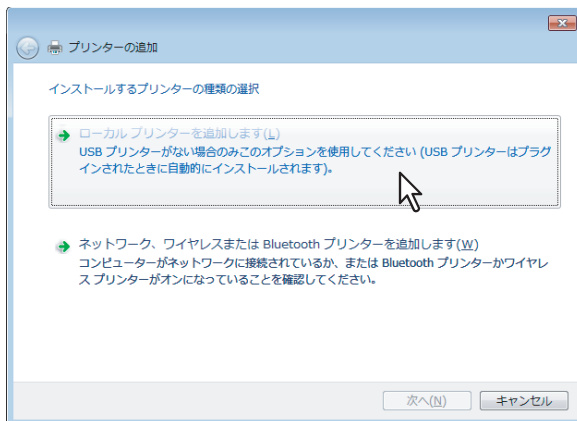 プリンターの追加
インストールするプリンターの種類の選択
ローカル プリンターを追加します(L)
USB プリンターがない場合のみこのオプションを使用してください (USB プリンターはプラグ
インされたときに自動的にインストールされます)。
ネットワーク、ワイヤレスまたは Bluetooth プリンターを追加します(W)
コンピューターがネットワークに接続されているか、または Bluetooth プリンターかワイヤレ
ス プリンターがオンになっていることを確認してください。
次へ(N) キャンセル